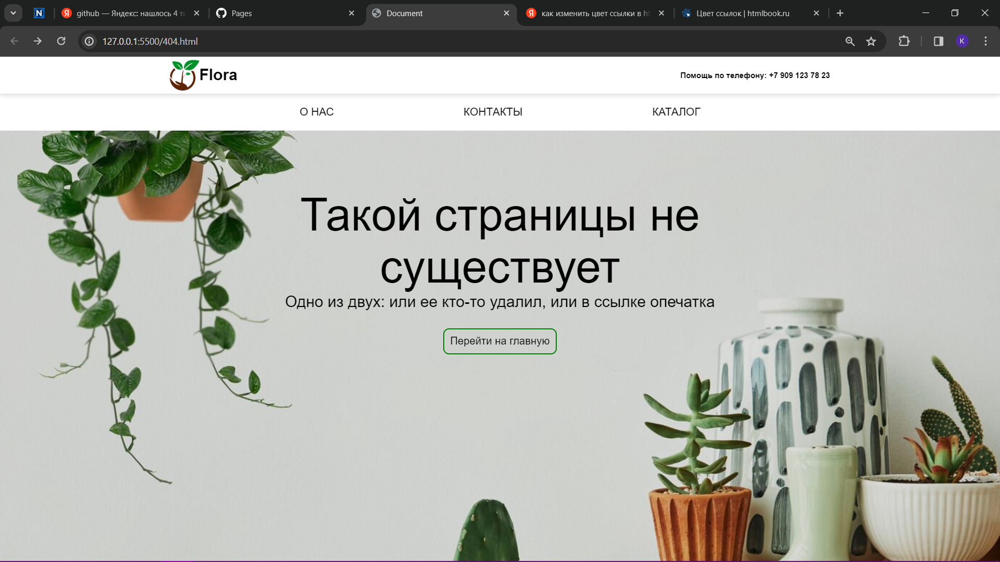 N
Я github — Яндекс: нашлось 4 ть
Pages
Document
Я как изменить цвет ссылки в ht
Цвет ссылок | htmlbook.ru
127.0.0.1:5500/404.html
K
Flora
Помощь по телефону: +7 909 123 78 23
О НАС
КОНТАКТЫ
КАТАЛОГ
Такой страницы не
существует
Одно из двух: или ее кто-то удалил, или в ссылке опечатка
Перейти на главную